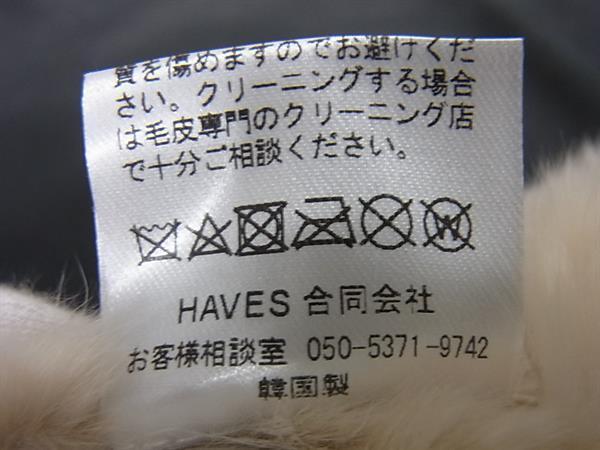 質を傷めますのでお避けくだ
さい。クリーニングする場合
は毛皮専門のクリーニング店
で十分ご相談ください。
W
HAVES 合同会社
お客様相談室 050-5371-9742
韓国製